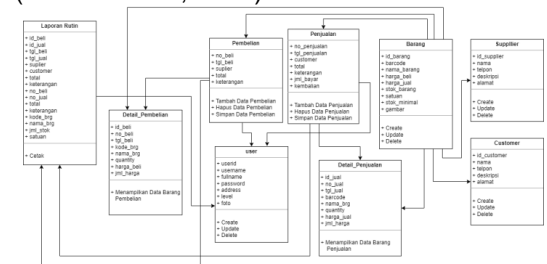 Laporan Rutin
+ id_beli
+ id_jual
+ tgl_beli
+ tgl_jual
+ suplier
+ customer
+ total
+ keterangan
+ no_beli
+ no_jual
+ total
+ keterangan
+ kode_brg
+ nama_brg
+ jml_stok
+ satuan
+ Cetak
Detail_Pembelian
+ id_beli
+ no_beli
+ tgl_beli
+ kode_brg
+ nama_brg
+ quantity
+ harga_beli
+ jml_harga
+ Menampilkan Data Barang
Pembelian
Pembelian
+ no_beli
+ tgl_beli
+ suplier
+ total
+ keterangan
+ Tambah Data Pembelian
+ Hapus Data Pembelian
+ Simpan Data Pembelian
user
+ userid
+ username
+ fullname
+ password
+ address
+ level
+ foto
+ Create
+ Update
+ Delete
Penjualan
+ no_penjualan
+ tgl_penjualan
+ customer
+ total
+ keterangan
+ jml_bayar
+ kembalian
+ Tambah Data Penjualan
+ Hapus Data Penjualan
+ Simpan Data Penjualan
Detail_Penjualan
+ id_jual
+ no_jual
+ tgl_jual
+ barcode
+ nama_brg
+ quantity
+ harga_jual
+ jml_harga
+ Menampilkan Data Barang
Penjualan
Barang
+ id_barang
+ barcode
+ nama_barang
+ harga_beli
+ harga_jual
+ stok_barang
+ satuan
+ stok_minimal
+ gambar
+ Create
+ Update
+ Delete
Supplier
+ id_supplier
+ nama
+ telpon
+ deskripsi
+ alamat
+ Create
+ Update
+ Delete
Customer
+ id_customer
+ nama
+ telpon
+ deskripsi
+ alamat
+ Create
+ Update
+ Delete